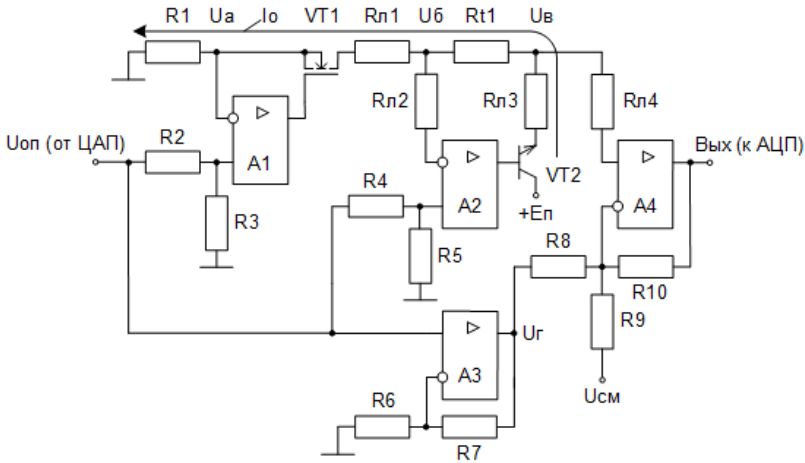 R1 Uа Io VT1 Rл1 Uб Rt1 Uв
Rл2 Rл3 Rл4
Uоп (от ЦАП) R2 A1 Вых (к АЦП)
R4 A2 VT2 A4
R3 +Eп
R5 R8 R10
Uг R9
A3
R6 Uсм
R7